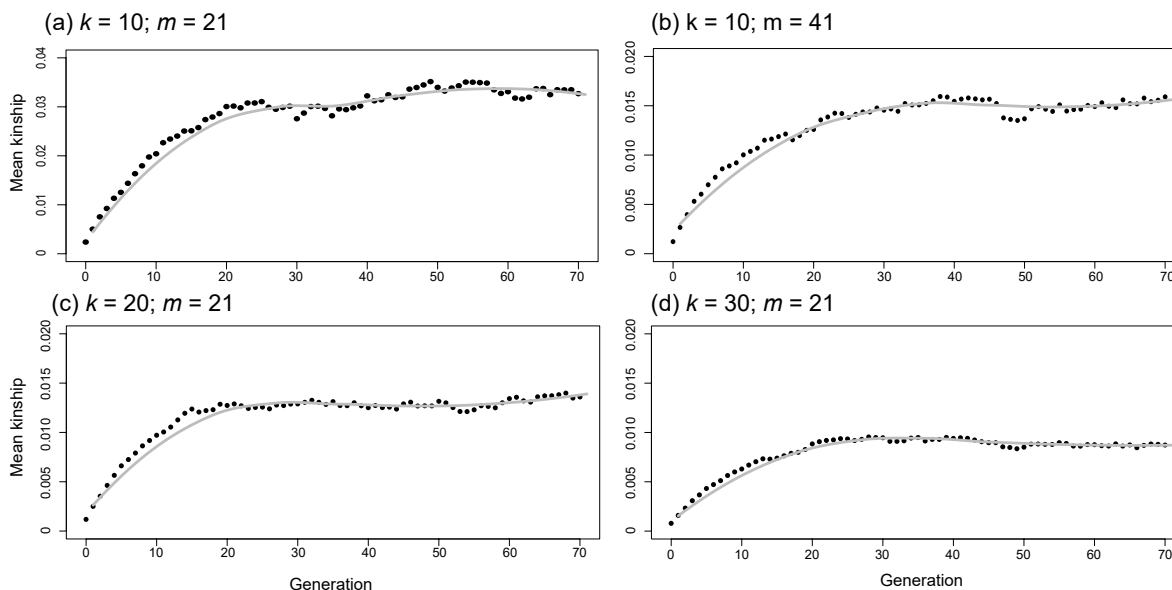 (a) k = 10; m = 21
(b) k = 10; m = 41
Mean kinship
0.04
0.03
0.02
0.01
0
0 10 20 30 40 50 60 70
0.020
0.015
0.010
0.005
0
0 10 20 30 40 50 60 70
(c) k = 20; m = 21
(d) k = 30; m = 21
Mean kinship
0.020
0.015
0.010
0.005
0
0 10 20 30 40 50 60 70
Generation
0.020
0.015
0.010
0.005
0
0 10 20 30 40 50 60 70
Generation